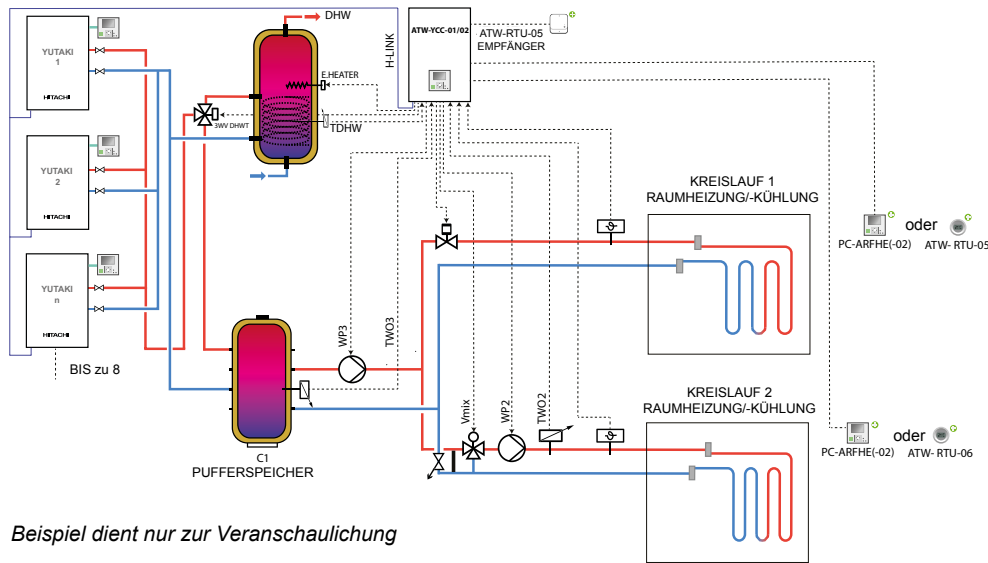 DHW
YUTAKI
1
HITACHI
H-LINK
ATW-YCC-01/02
ATW-RTU-05
EMPFÄNGER
E.HEATER
3WV DHWT
TDHW
YUTAKI
2
HITACHI
YUTAKI
n
HITACHI
BIS zu 8
WP3
TWO3
C1
PUFFERSPEICHER
KREISLAUF 1
RAUMHEIZUNG/-KÜHLUNG
oder
PC-ARFHE(-02) ATW- RTU-05
Vmix
WP2
TWO2
KREISLAUF 2
RAUMHEIZUNG/-KÜHLUNG
oder
PC-ARFHE(-02) ATW- RTU-06
Beispiel dient nur zur Veranschaulichung